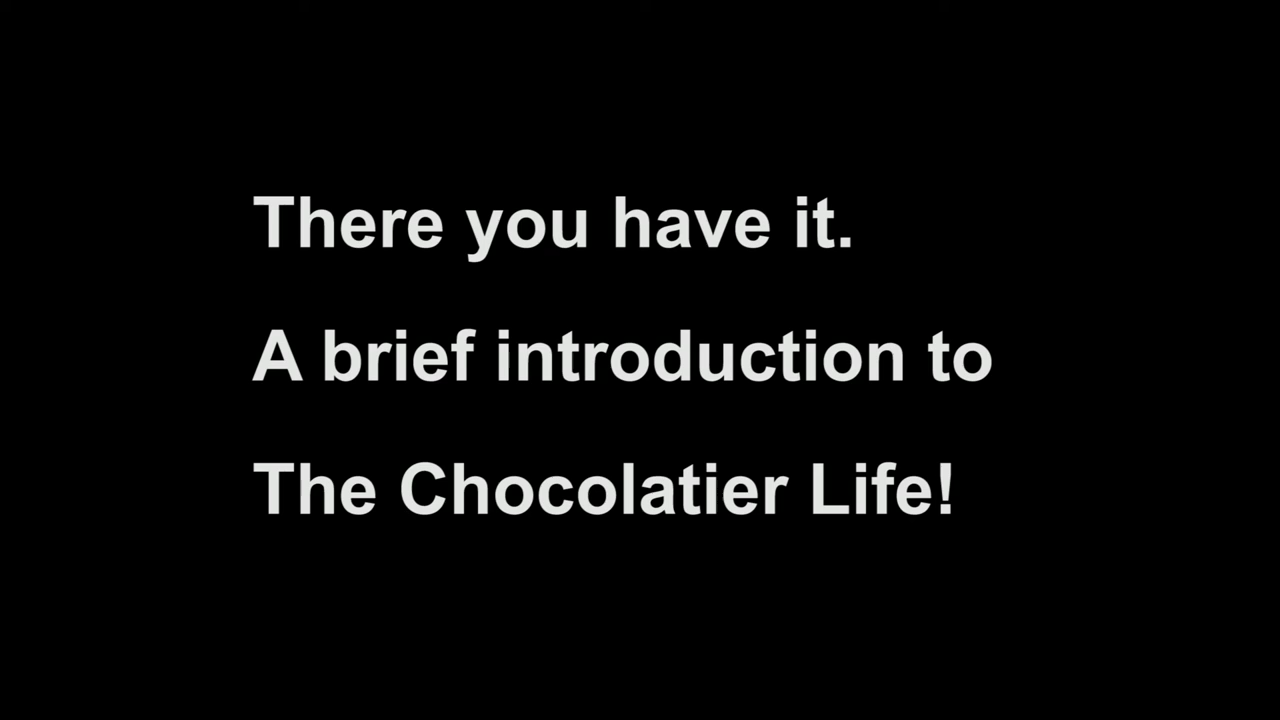 There you have it.
A brief introduction to
The Chocolatier Life!